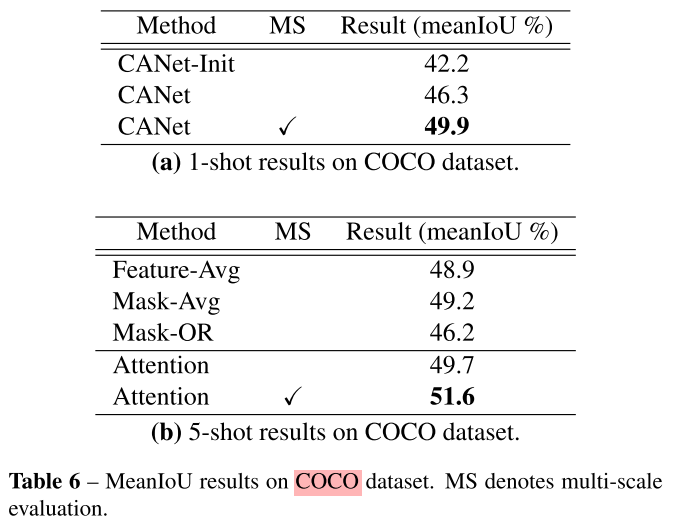 Method MS Result (meanIoU %)
CANet-Init 42.2
CANet 46.3
CANet ✓ 49.9
(a) 1-shot results on COCO dataset.
Method MS Result (meanIoU %)
Feature-Avg 48.9
Mask-Avg 49.2
Mask-OR 46.2
Attention 49.7
Attention ✓ 51.6
(b) 5-shot results on COCO dataset.
Table 6 – MeanIoU results on COCO dataset. MS denotes multi-scale
evaluation.